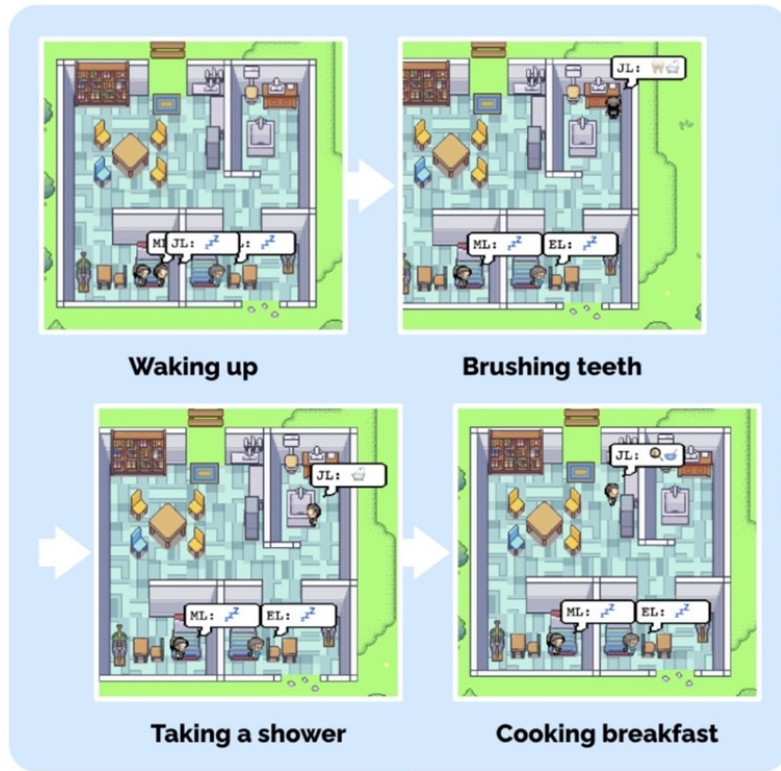 ML
JL: 💤
L: 💤
Waking up
JL: 🦷🛁
ML: 💤
EL: 💤
Brushing teeth
JL: 🛁
ML: 💤
EL: 💤
Taking a shower
JL: 🍳🥣
ML: 💤
EL: 💤
Cooking breakfast